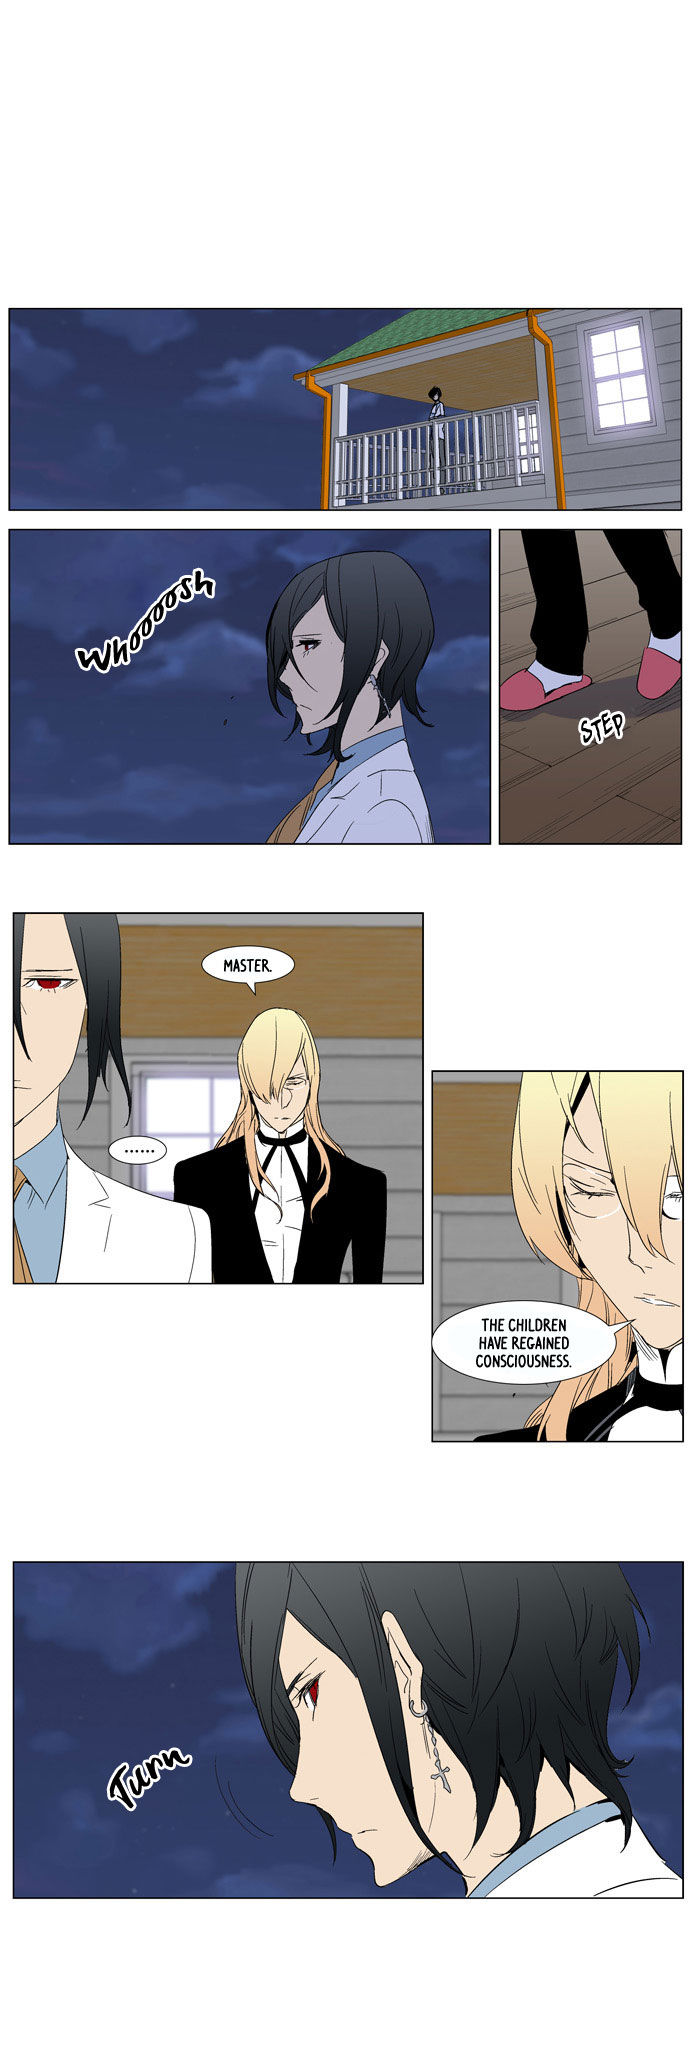 Whoooosh
STEP
MASTER.
......
THE CHILDREN
HAVE REGAINED
CONSCIOUSNESS.
Turn